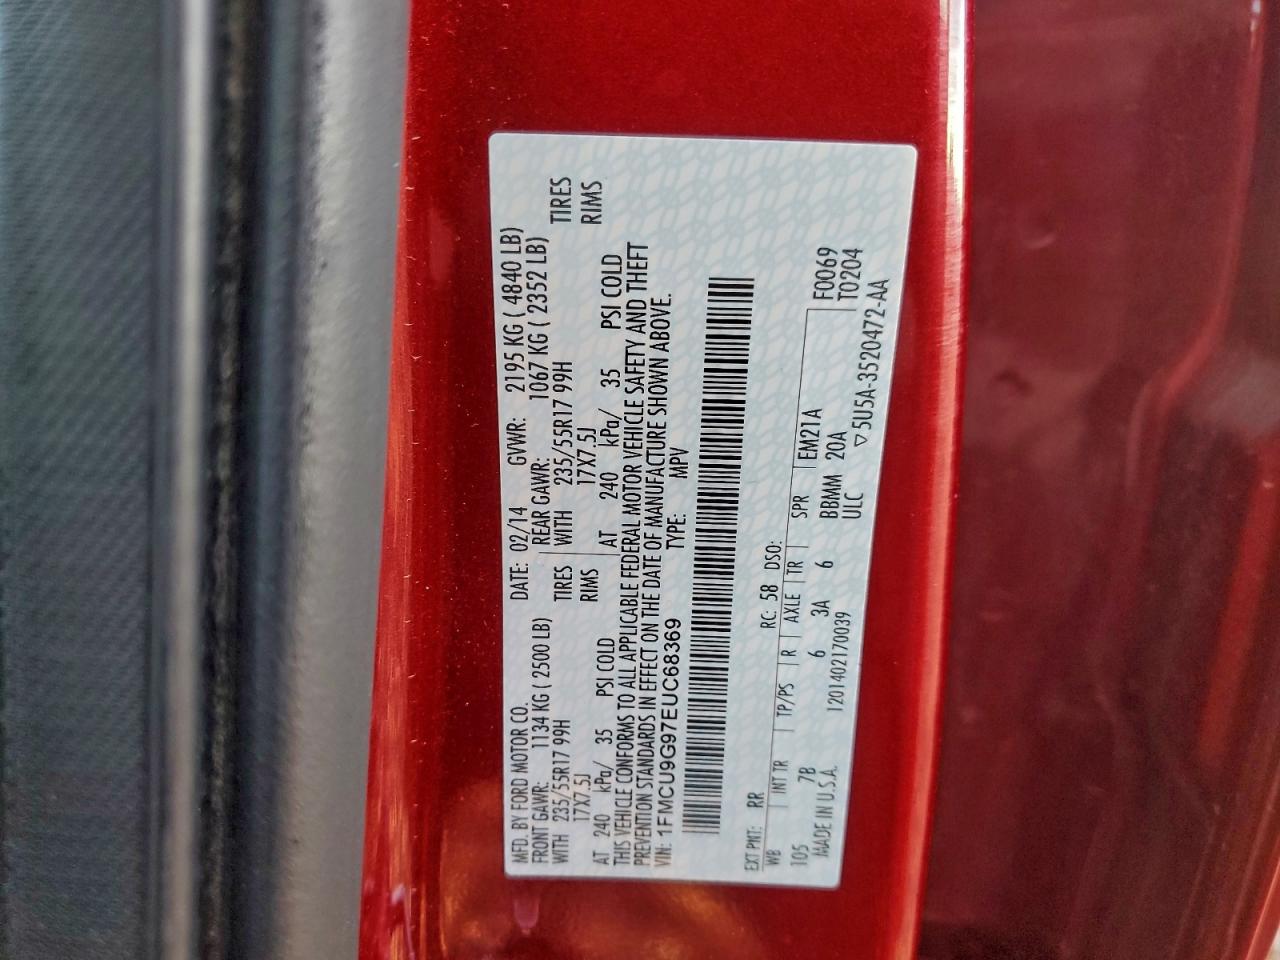 MFD. BY FORD MOTOR CO.
DATE: 02/14 GVWR: 2195 KG ( 4840 LB)
FRONT GAWR: 1134 KG ( 2500 LB)
REAR GAWR: 1067 KG ( 2352 LB)
WITH 235/55R17 99H TIRES
WITH 235/55R17 99H TIRES
17X7.5J RIMS
17X7.5J RIMS
AT 240 kPa/ 35 PSI COLD
AT 240 kPa/ 35 PSI COLD
THIS VEHICLE CONFORMS TO ALL APPLICABLE FEDERAL MOTOR VEHICLE SAFETY AND THEFT
PREVENTION STANDARDS IN EFFECT ON THE DATE OF MANUFACTURE SHOWN ABOVE.
VIN: 1FMCU9G97EUC68369 TYPE: MPV
EXT PNT: RR RC: 58 DSO:
WB INT TR TP/PS R AXLE TR SPR EM21A F0069
105 7B 6 3A 6 BBMM 20A T0204
MADE IN U.S.A. 1201402170039 ULC ▽5U5A-3520472-AA